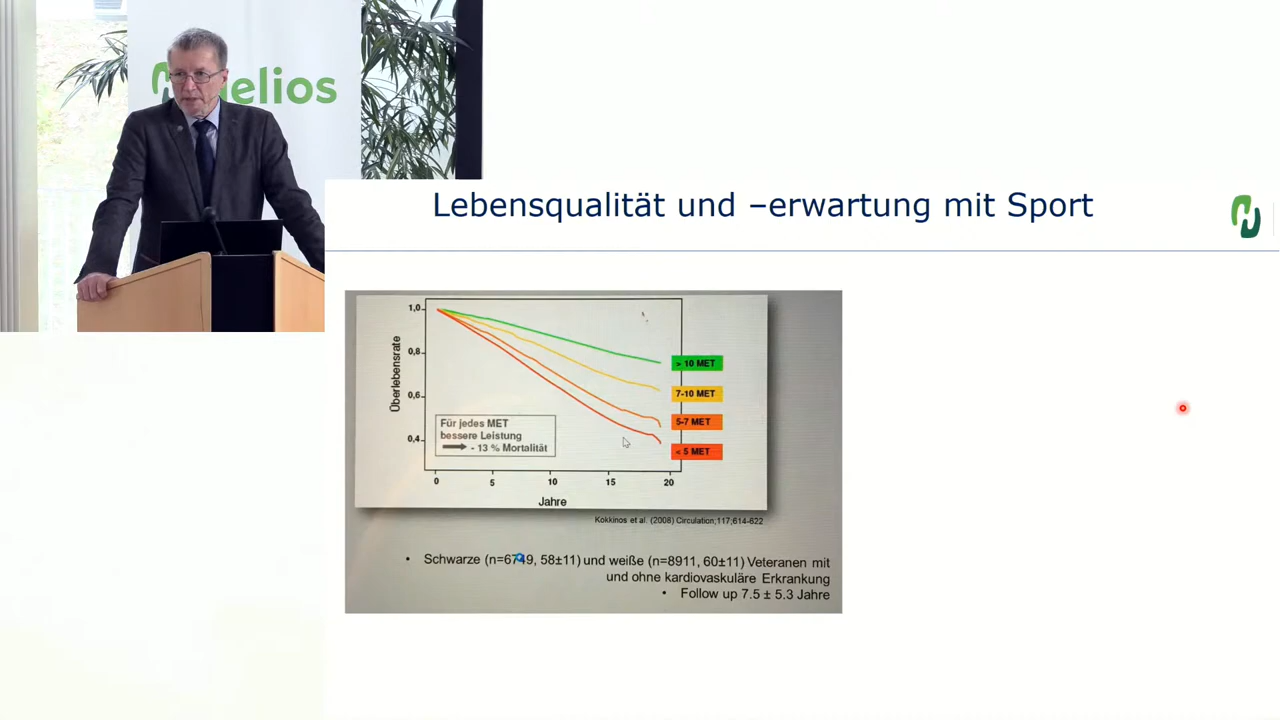 elios
Lebensqualität und –erwartung mit Sport
1,0
0,8
0,6
0,4
Überlebensrate
> 10 MET
7-10 MET
5-7 MET
< 5 MET
Für jedes MET
bessere Leistung
- 13 % Mortalität
0 5 10 15 20
Jahre
Kokkinos et al. (2008) Circulation;117;614-622
• Schwarze (n=6749, 58±11) und weiße (n=8911, 60±11) Veteranen mit
und ohne kardiovaskuläre Erkrankung
• Follow up 7.5 ± 5.3 Jahre